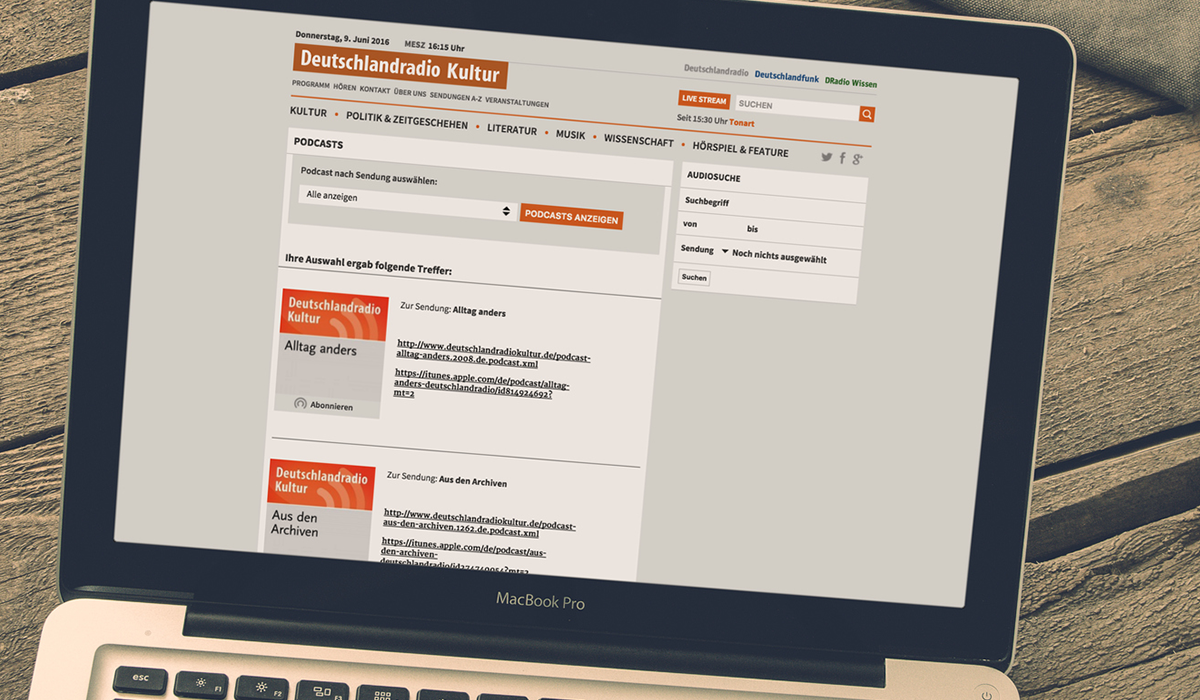 Donnerstag, 9. Juni 2016 MESZ 16:15 Uhr
Deutschlandradio Kultur
Deutschlandradio Deutschlandfunk DRadio Wissen
PROGRAMM HÖREN KONTAKT ÜBER UNS SENDUNGEN A-Z VERANSTALTUNGEN
LIVE STREAM SUCHEN
Seit 15:30 Uhr Tonart
KULTUR • POLITIK & ZEITGESCHEHEN • LITERATUR • MUSIK • WISSENSCHAFT • HÖRSPIEL & FEATURE
PODCASTS
Podcast nach Sendung auswählen:
Alle anzeigen
PODCASTS ANZEIGEN
AUDIOSUCHE
Suchbegriff
von bis
Sendung Noch nichts ausgewählt
Suchen
Ihre Auswahl ergab folgende Treffer:
Deutschlandradio
Kultur
Alltag anders
Abonnieren
Zur Sendung: Alltag anders
http://www.deutschlandradiokultur.de/podcast-
alltag-anders.2008.de.podcast.xml
https://itunes.apple.com/de/podcast/alltag-
anders-deutschlandradio/id814924692?
mt=2
Deutschlandradio
Kultur
Aus den
Archiven
Zur Sendung: Aus den Archiven
http://www.deutschlandradiokultur.de/podcast-
aus-den-archiven.1262.de.podcast.xml
https://itunes.apple.com/de/podcast/aus-
den-archiven-
MacBook Pro
esc F1 F2 F3